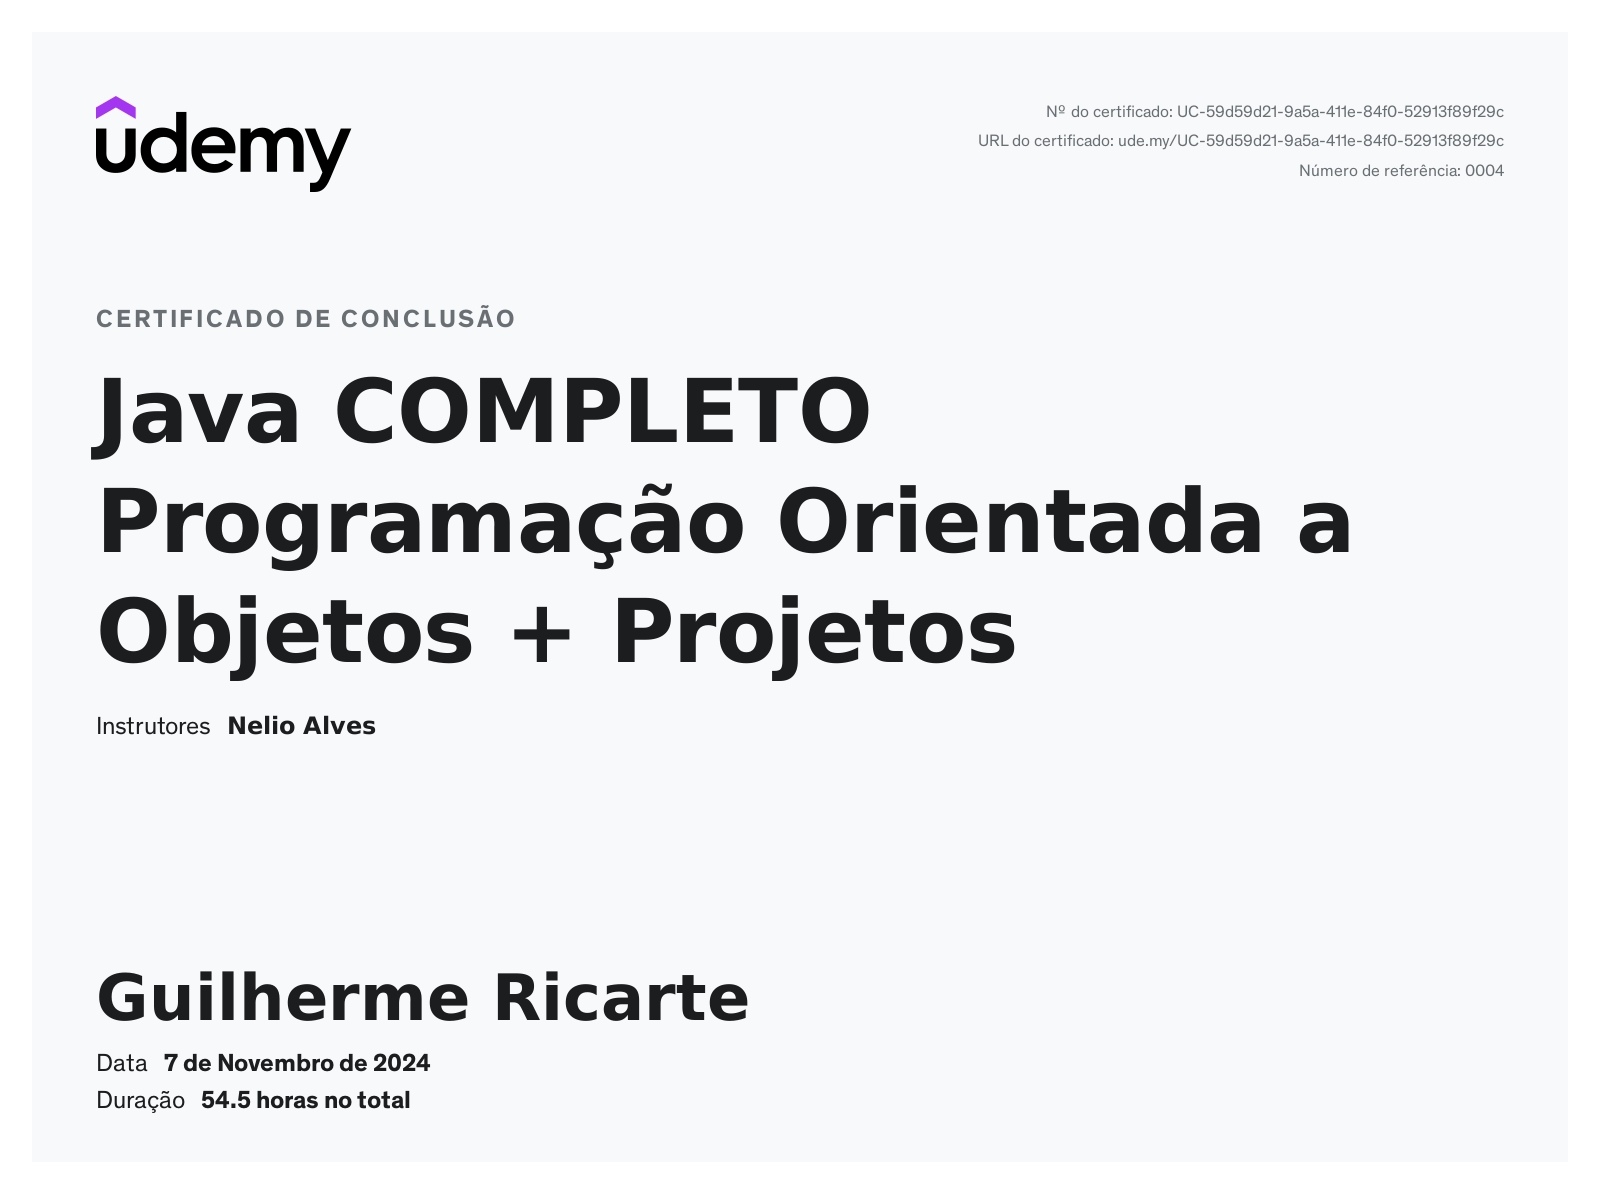 udemy
Nº do certificado: UC-59d59d21-9a5a-411e-84f0-52913f89f29c
URL do certificado: ude.my/UC-59d59d21-9a5a-411e-84f0-52913f89f29c
Número de referência: 0004
CERTIFICADO DE CONCLUSÃO
Java COMPLETO
Programação Orientada a
Objetos + Projetos
Instrutores Nelio Alves
Guilherme Ricarte
Data 7 de Novembro de 2024
Duração 54.5 horas no total